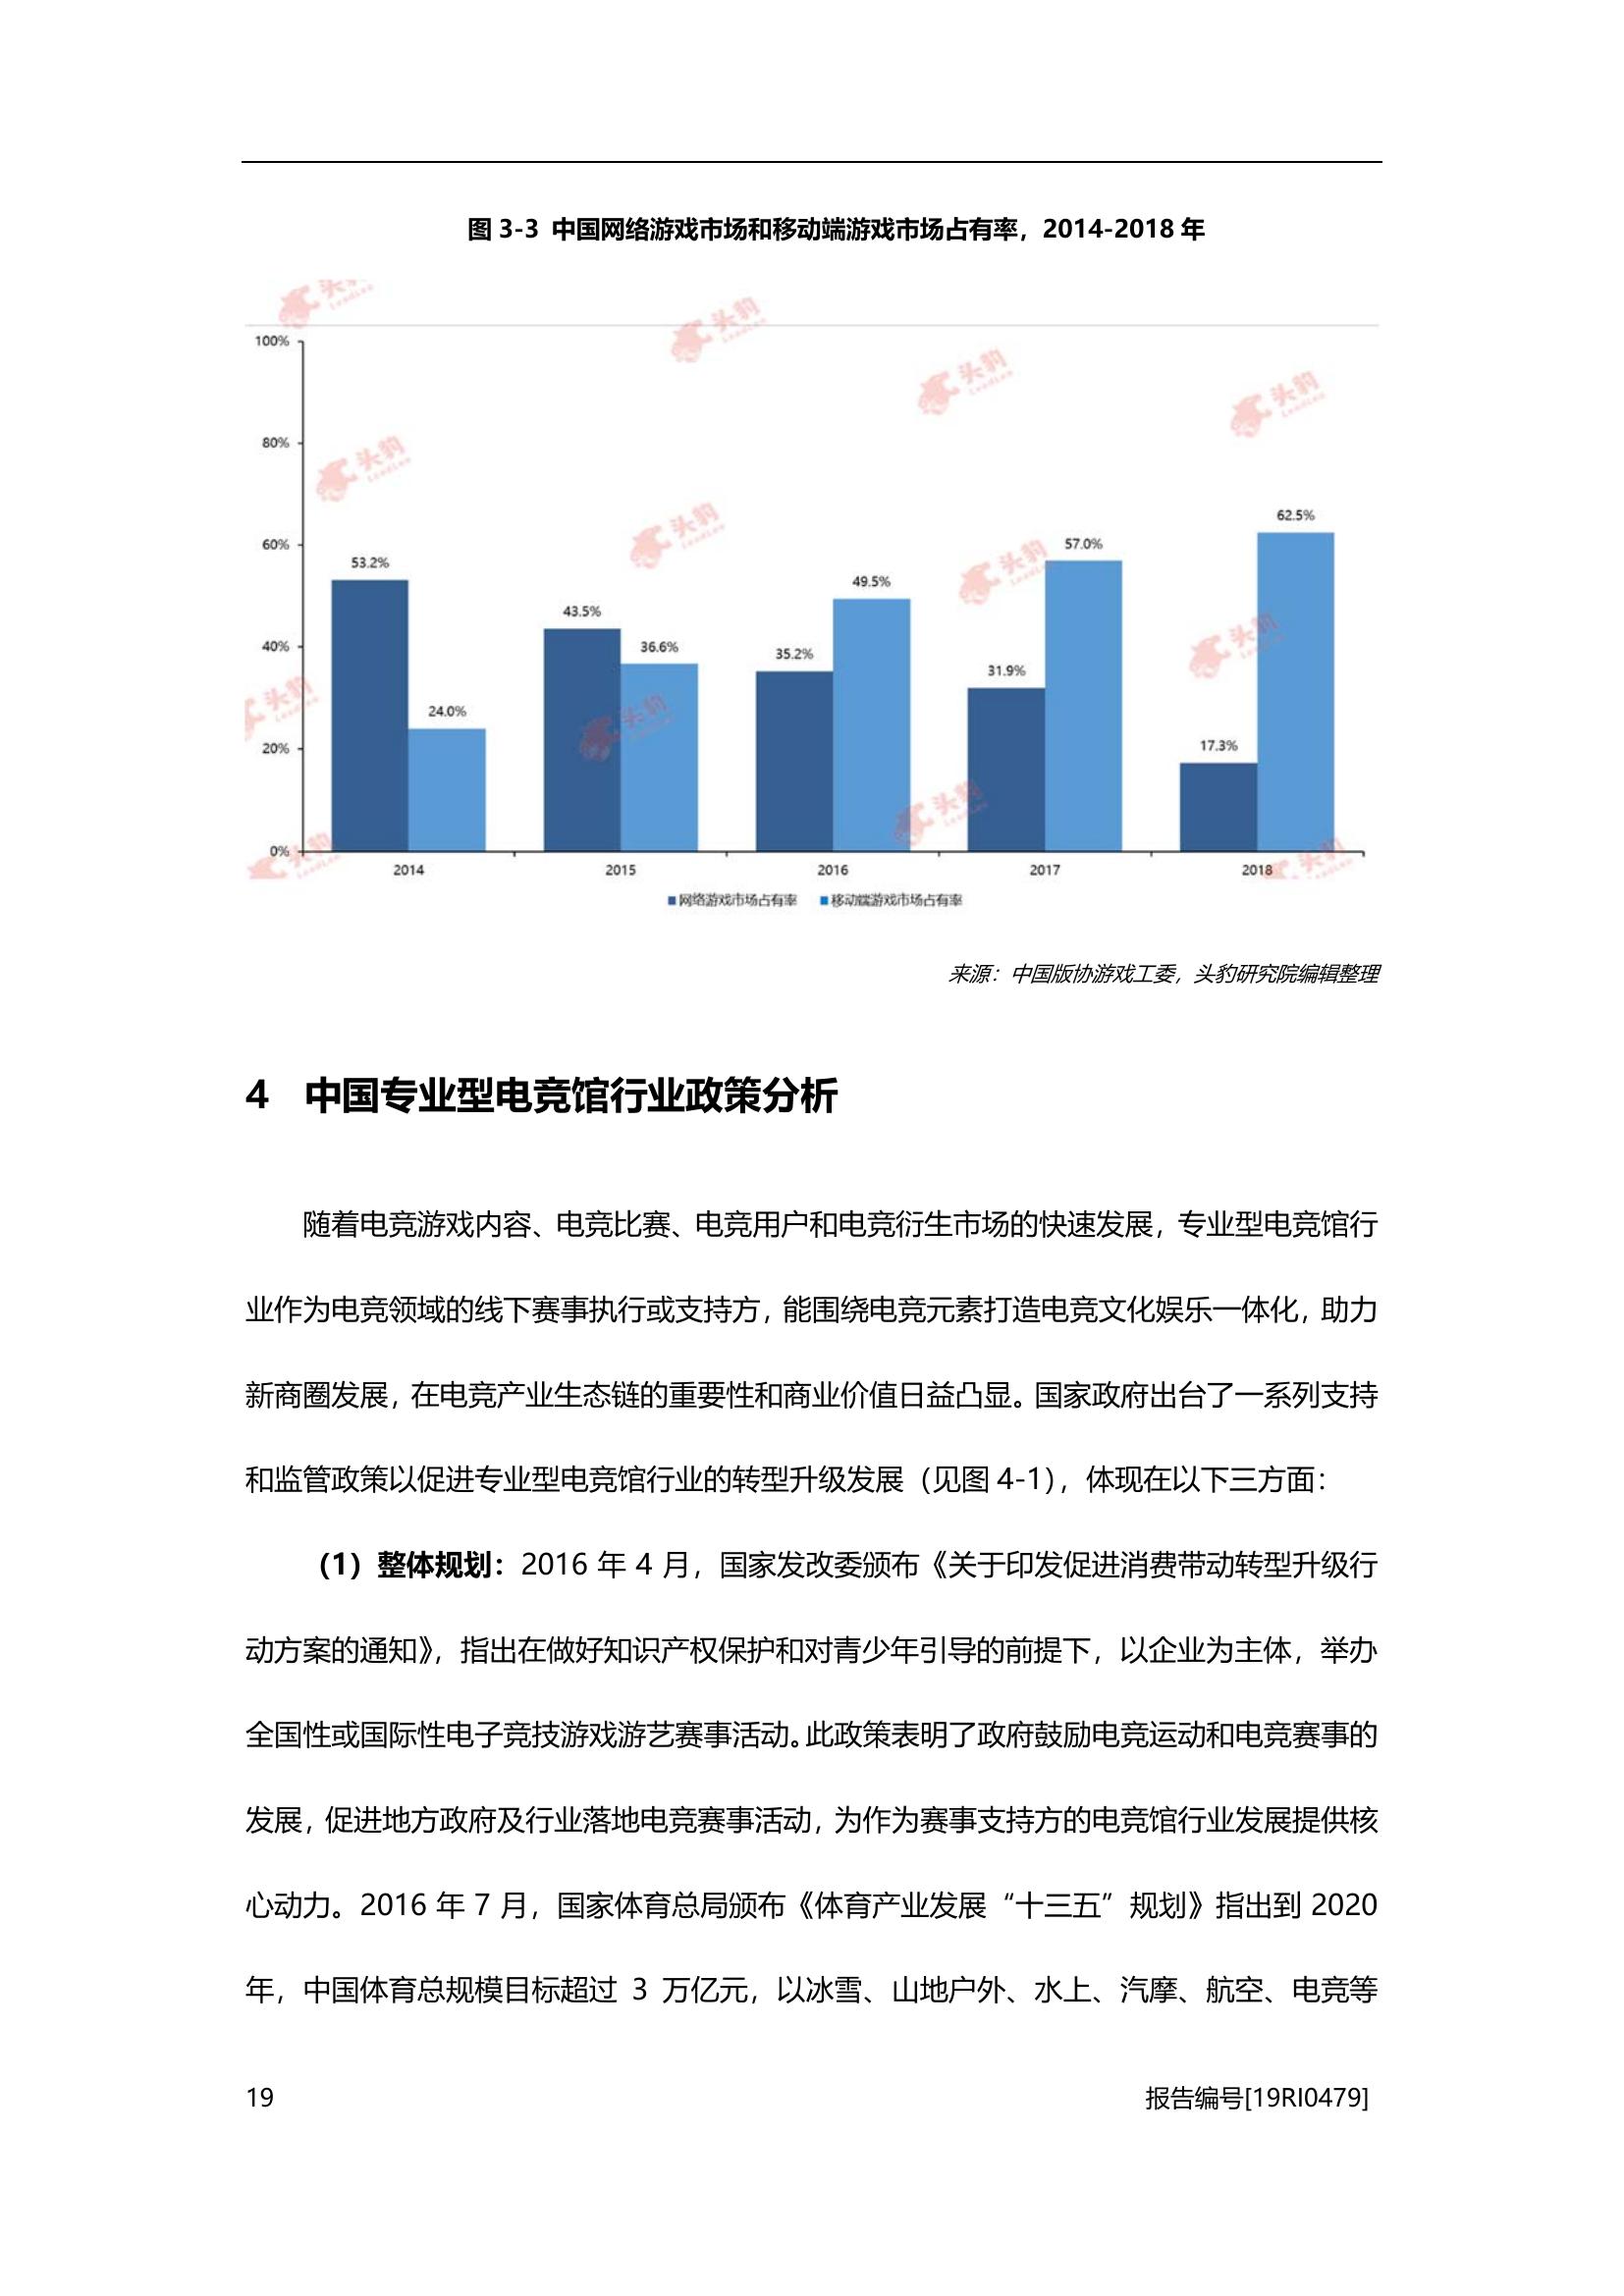 图 3-3 中国网络游戏市场和移动端游戏市场占有率，2014-2018 年
头豹
LeadLeo
100%
80%
60%
40%
20%
0%
53.2%
24.0%
43.5%
36.6%
35.2%
49.5%
31.9%
57.0%
17.3%
62.5%
2014 2015 2016 2017 2018
网络游戏市场占有率 移动端游戏市场占有率
来源：中国版协游戏工委，头豹研究院编辑整理
4 中国专业型电竞馆行业政策分析
随着电竞游戏内容、电竞比赛、电竞用户和电竞衍生市场的快速发展，专业型电竞馆行
业作为电竞领域的线下赛事执行或支持方，能围绕电竞元素打造电竞文化娱乐一体化，助力
新商圈发展，在电竞产业生态链的重要性和商业价值日益凸显。国家政府出台了一系列支持
和监管政策以促进专业型电竞馆行业的转型升级发展（见图 4-1），体现在以下三方面：
（1）整体规划：2016 年 4 月，国家发改委颁布《关于印发促进消费带动转型升级行
动方案的通知》，指出在做好知识产权保护和对青少年引导的前提下，以企业为主体，举办
全国性或国际性电子竞技游戏游艺赛事活动。此政策表明了政府鼓励电竞运动和电竞赛事的
发展，促进地方政府及行业落地电竞赛事活动，为作为赛事支持方的电竞馆行业发展提供核
心动力。2016 年 7 月，国家体育总局颁布《体育产业发展“十三五”规划》指出到 2020
年，中国体育总规模目标超过 3 万亿元，以冰雪、山地户外、水上、汽摩、航空、电竞等
19 报告编号[19RI0479]